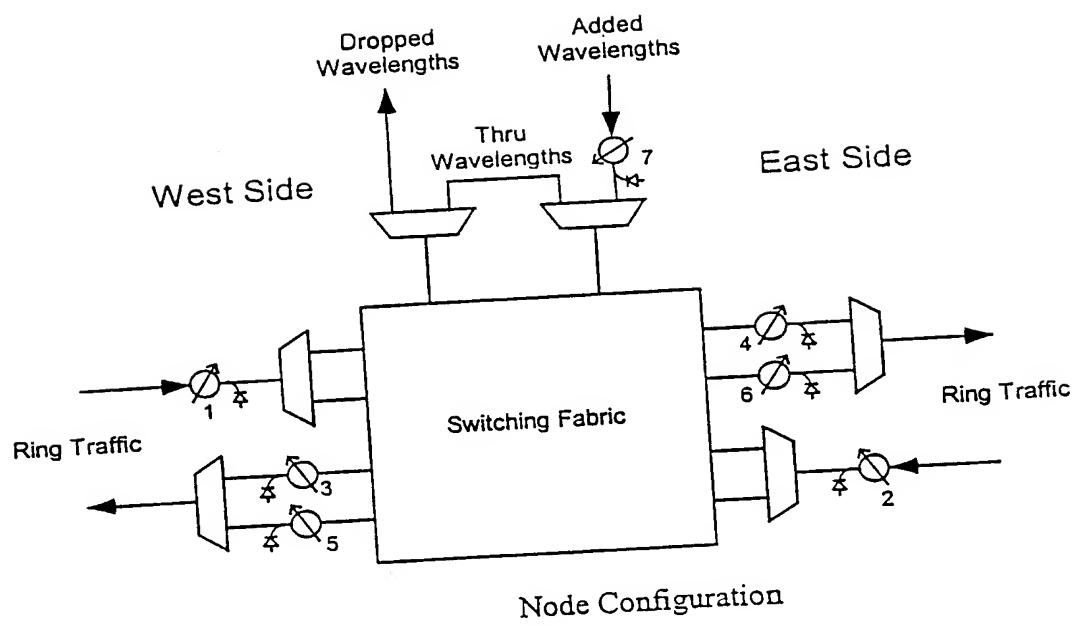 Dropped
Wavelengths
Added
Wavelengths
Thru
Wavelengths
7
West Side
East Side
4
6
1
Switching Fabric
Ring Traffic
Ring Traffic
3
2
5
Node Configuration